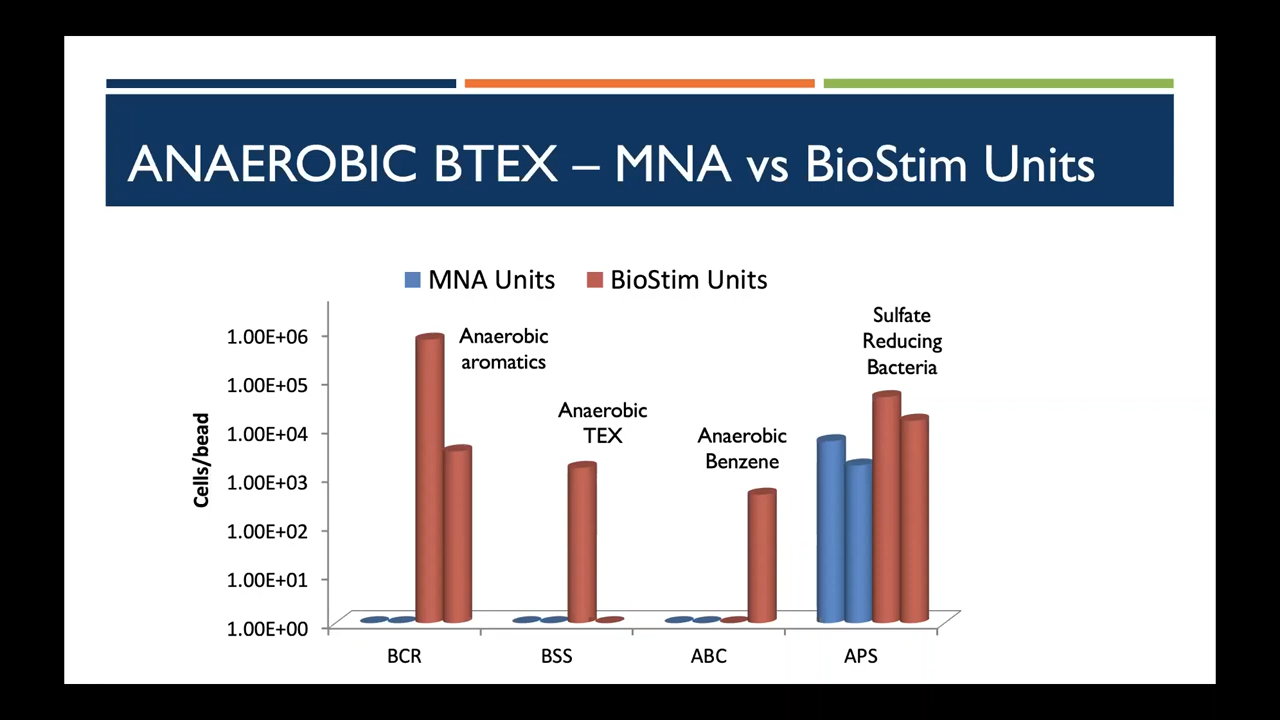 ANAEROBIC BTEX – MNA vs BioStim Units
MNA Units
BioStim Units
Sulfate
Reducing
Bacteria
Anaerobic
aromatics
Anaerobic
TEX
Anaerobic
Benzene
Cells/bead
1.00E+06
1.00E+05
1.00E+04
1.00E+03
1.00E+02
1.00E+01
1.00E+00
BCR
BSS
ABC
APS